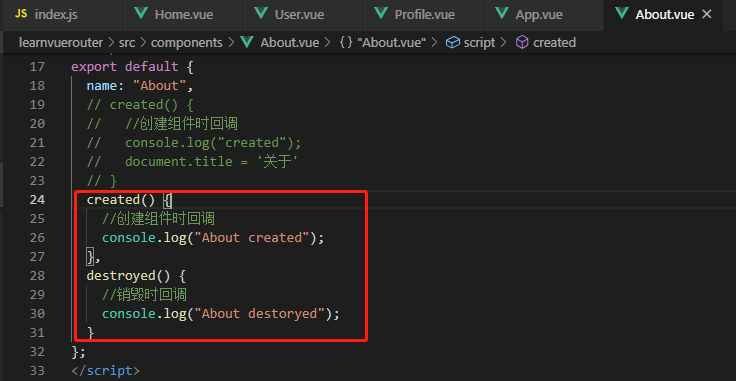 index.js Home.vue User.vue Profile.vue App.vue About.vue ×
learnvuerouter > src > components > About.vue > {} "About.vue" > script > created
17 export default {
18 name: "About",
19 // created() {
20 // //创建组件时回调
21 // console.log("created");
22 // document.title = '关于'
23 // }
24 created() {
25 //创建组件时回调
26 console.log("About created");
27 },
28 destroyed() {
29 //销毁时回调
30 console.log("About destoryed");
31 }
32 };
33 </script>